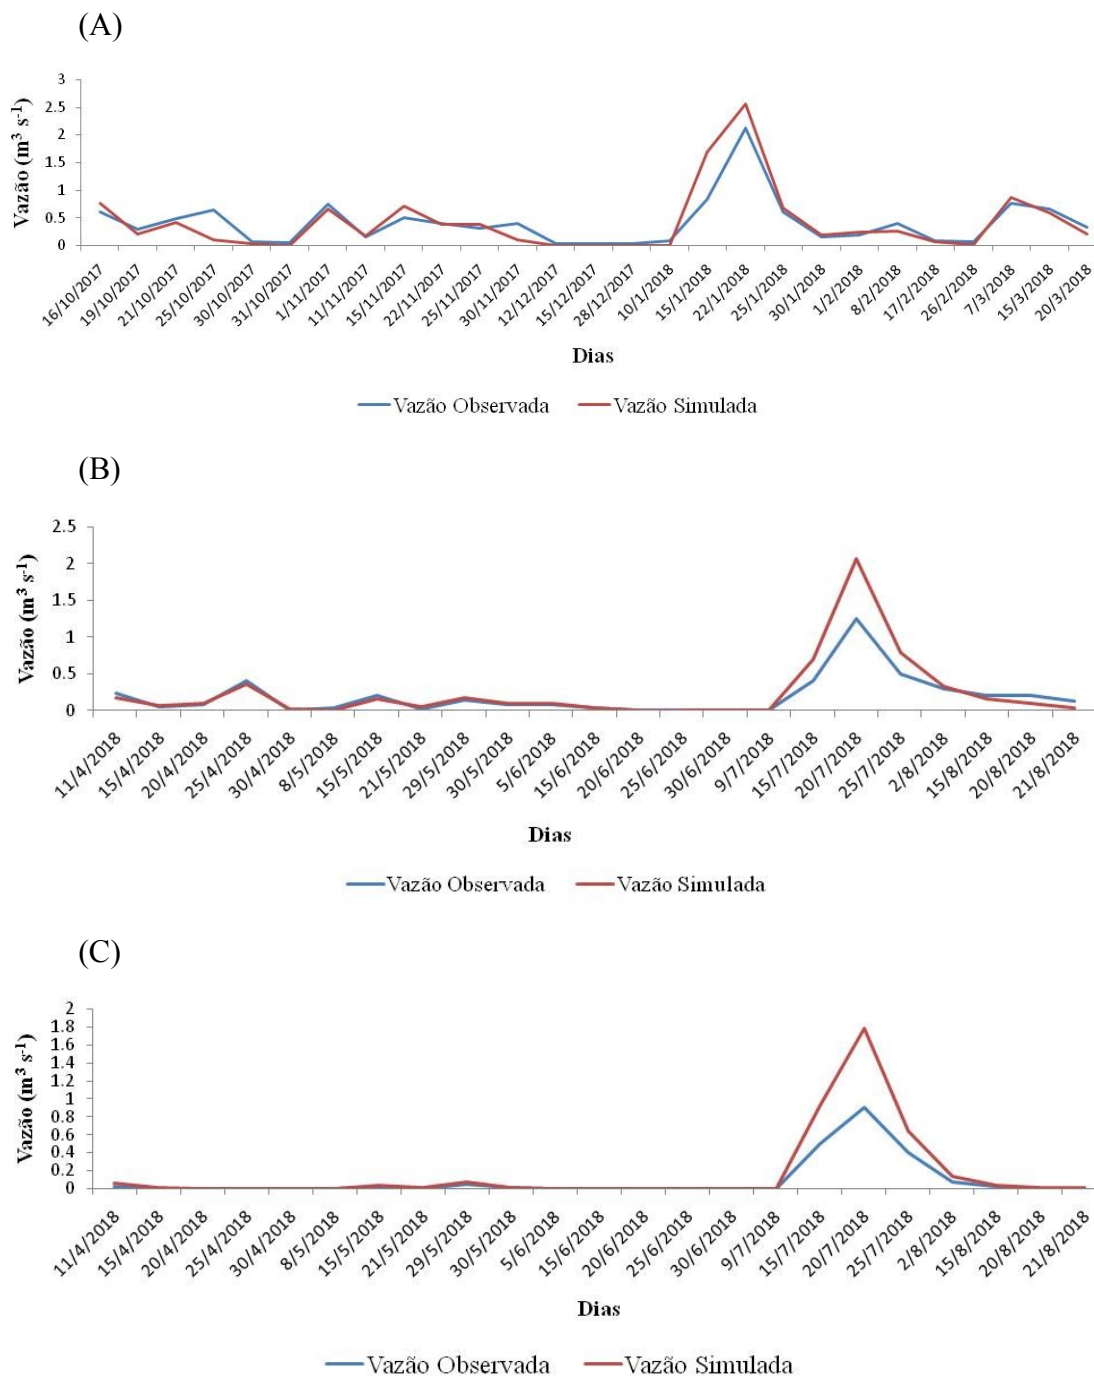 (A)
Vazão (m³ s⁻¹)
3
2.5
2
1.5
1
0.5
0
16/10/2017 19/10/2017 21/10/2017 25/10/2017 30/10/2017 31/10/2017 1/11/2017 11/11/2017 15/11/2017 22/11/2017 25/11/2017 30/11/2017 12/12/2017 15/12/2017 28/12/2017 10/1/2018 15/1/2018 22/1/2018 25/1/2018 30/1/2018 1/2/2018 8/2/2018 17/2/2018 26/2/2018 7/3/2018 15/3/2018 20/3/2018
Dias
Vazão Observada Vazão Simulada
(B)
Vazão (m³ s⁻¹)
2.5
2
1.5
1
0.5
0
11/4/2018 15/4/2018 20/4/2018 25/4/2018 30/4/2018 8/5/2018 15/5/2018 21/5/2018 29/5/2018 30/5/2018 5/6/2018 15/6/2018 20/6/2018 25/6/2018 30/6/2018 9/7/2018 15/7/2018 20/7/2018 25/7/2018 2/8/2018 15/8/2018 20/8/2018 21/8/2018
Dias
Vazão Observada Vazão Simulada
(C)
Vazão (m³ s⁻¹)
2
1.8
1.6
1.4
1.2
1
0.8
0.6
0.4
0.2
0
11/4/2018 15/4/2018 20/4/2018 25/4/2018 30/4/2018 8/5/2018 15/5/2018 21/5/2018 29/5/2018 30/5/2018 5/6/2018 15/6/2018 20/6/2018 25/6/2018 30/6/2018 9/7/2018 15/7/2018 20/7/2018 25/7/2018 2/8/2018 15/8/2018 20/8/2018 21/8/2018
Dias
Vazão Observada Vazão Simulada